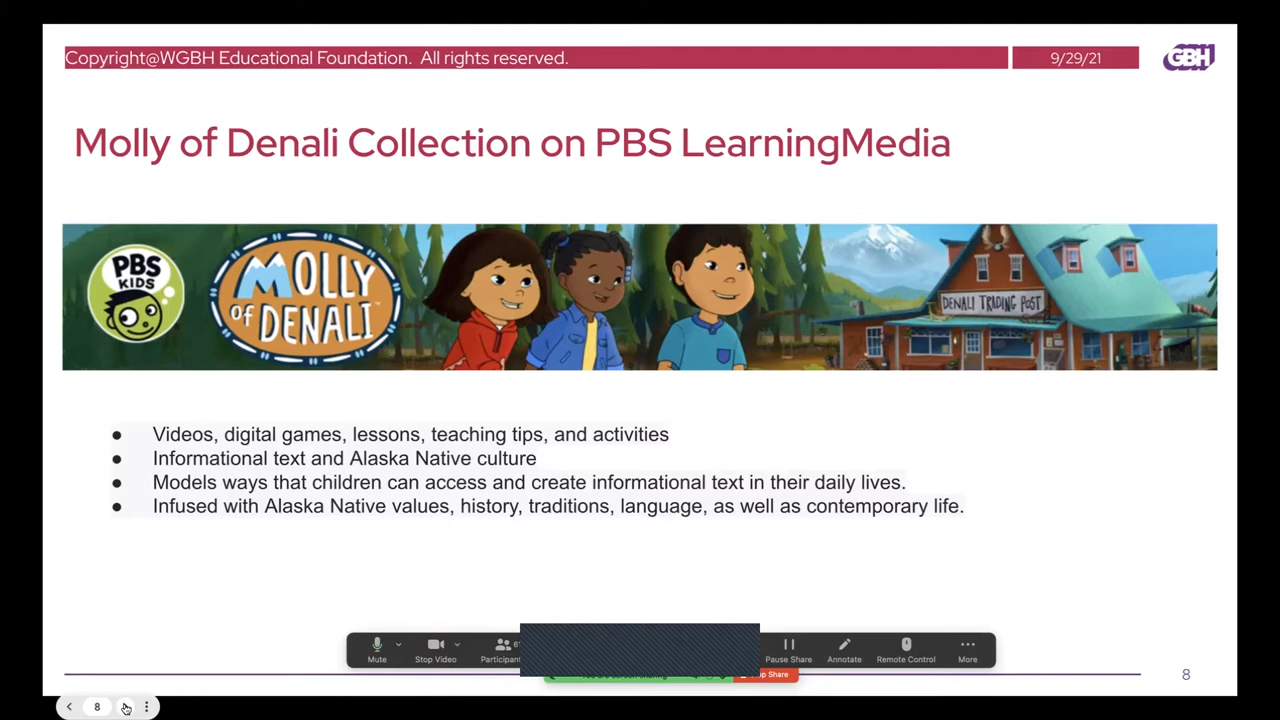 Copyright@WGBH Educational Foundation. All rights reserved.
9/29/21
GBH
Molly of Denali Collection on PBS LearningMedia
PBS
KIDS
MOLLY
of DENALI
DENALI TRADING POST
● Videos, digital games, lessons, teaching tips, and activities
● Informational text and Alaska Native culture
● Models ways that children can access and create informational text in their daily lives.
● Infused with Alaska Native values, history, traditions, language, as well as contemporary life.
Mute Stop Video Pause Share Annotate Remote Control More
Share
8
8